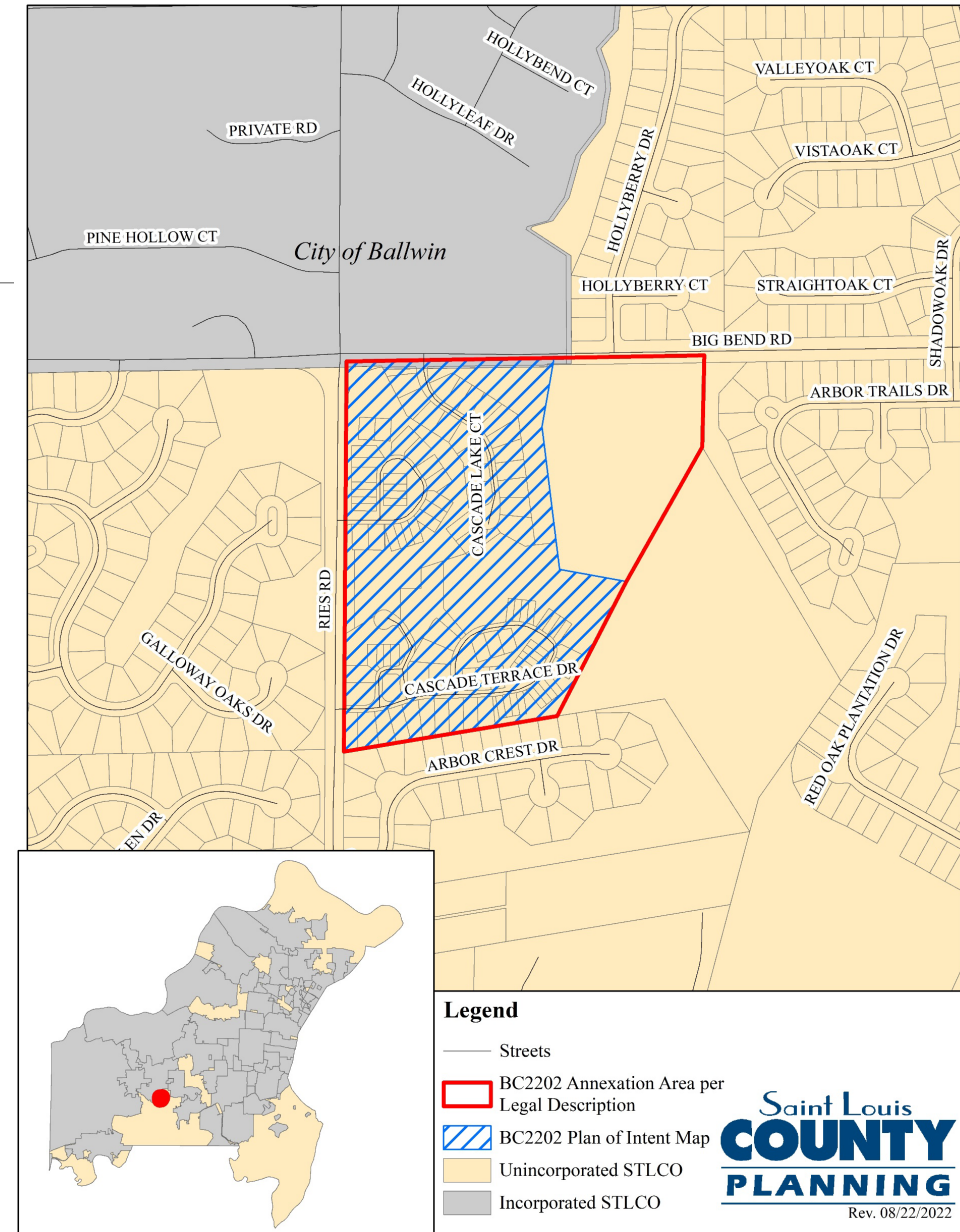 HOLLYBEND CT
HOLLYLEAF DR
PRIVATE RD
PINE HOLLOW CT
City of Ballwin
HOLLYBERRY DR
VALLEYOAK CT
VISTAOAK CT
HOLLYBERRY CT
STRAIGHTOAK CT
SHADOWOAK DR
BIG BEND RD
ARBOR TRAILS DR
CASCADE LAKE CT
RIES RD
GALLOWAY OAKS DR
CASCADE TERRACE DR
ARBOR CREST DR
RED OAK PLANTATION DR
EN DR
Legend
Streets
BC2202 Annexation Area per
Legal Description
BC2202 Plan of Intent Map
Unincorporated STLCO
Incorporated STLCO
Saint Louis
COUNTY
PLANNING
Rev. 08/22/2022